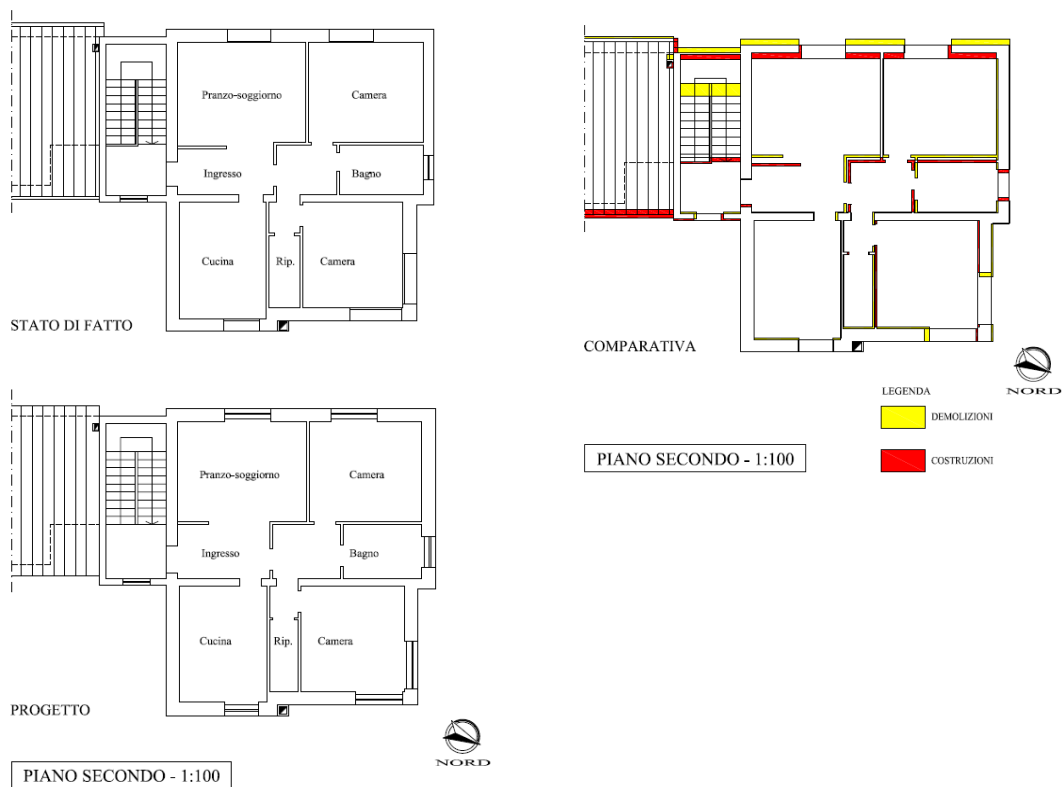 Pranzo-soggiorno
Camera
Ingresso
Bagno
Cucina
Rip.
Camera
STATO DI FATTO
COMPARATIVA
NORD
LEGENDA
DEMOLIZIONI
COSTRUZIONI
PIANO SECONDO - 1:100
Pranzo-soggiorno
Camera
Ingresso
Bagno
Cucina
Rip.
Camera
PROGETTO
NORD
PIANO SECONDO - 1:100